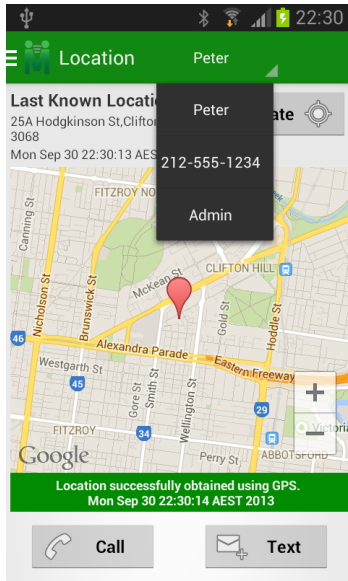 22:30
Location
Peter
Peter
212-555-1234
Admin
Last Known Locati
ate
25A Hodgkinson St,Clifto
3068
Mon Sep 30 22:30:13 AES
FITZROY NO
Canning St
CLIFTON HILL
McKean St
Nicholson St
Brunswick St
Gold St
Hoddle St
46
Alexandra Parade
Eastern Freeway
Westgarth St
45
Gore St
Smith St
Wellington St
+
29
FITZROY
34
−
Victoria
Google
Perry St
ABBOTSFORD
Location successfully obtained using GPS.
Mon Sep 30 22:30:14 AEST 2013
Call
Text